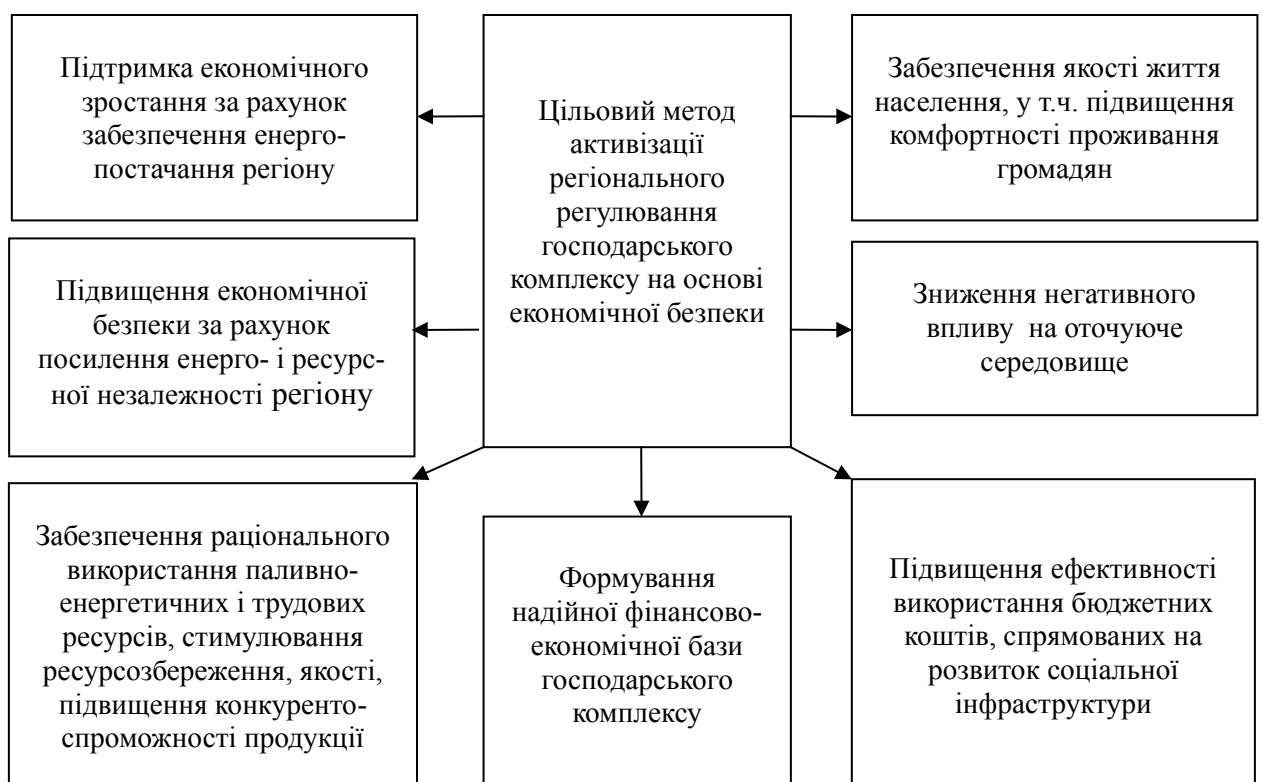 Підтримка економічного
зростання за рахунок
забезпечення енерго-
постачання регіону
Цільовий метод
активізації
регіонального
регулювання
господарського
комплексу на основі
економічної безпеки
Забезпечення якості життя
населення, у т.ч. підвищення
комфортності проживання
громадян
Підвищення економічної
безпеки за рахунок
посилення енерго- і ресурс-
ної незалежності регіону
Зниження негативного
впливу на оточуюче
середовище
Забезпечення раціонального
використання паливно-
енергетичних і трудових
ресурсів, стимулювання
ресурсозбереження, якості,
підвищення конкуренто-
спроможності продукції
Формування
надійної фінансово-
економічної бази
господарського
комплексу
Підвищення ефективності
використання бюджетних
коштів, спрямованих на
розвиток соціальної
інфраструктури